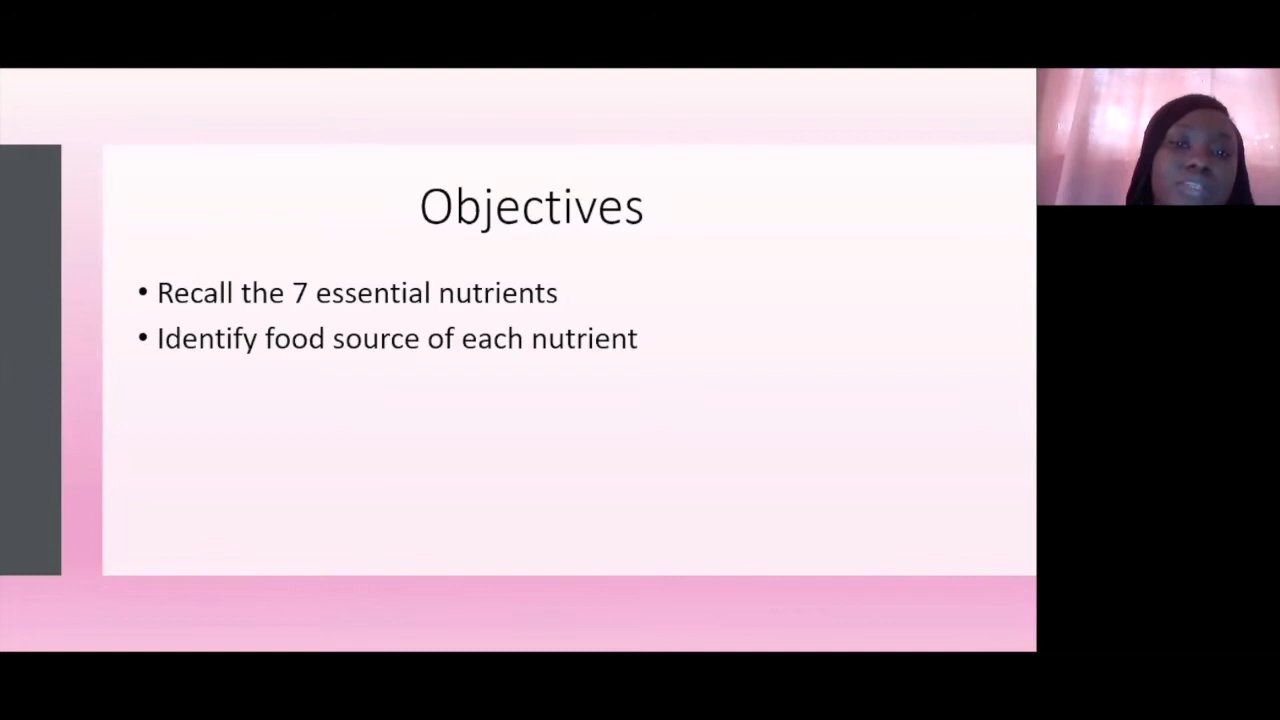 Objectives
• Recall the 7 essential nutrients
• Identify food source of each nutrient